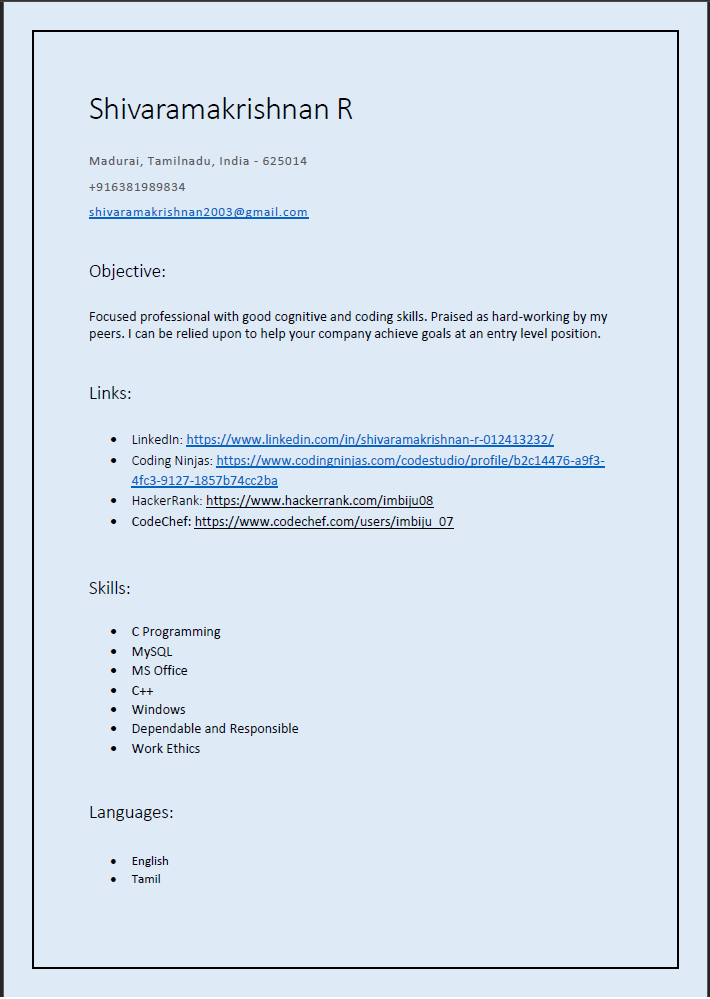 Shivaramakrishnan R
Madurai, Tamilnadu, India - 625014
+916381989834
shivaramakrishnan2003@gmail.com
Objective:
Focused professional with good cognitive and coding skills. Praised as hard-working by my
peers. I can be relied upon to help your company achieve goals at an entry level position.
Links:
• LinkedIn: https://www.linkedin.com/in/shivaramakrishnan-r-012413232/
• Coding Ninjas: https://www.codingninjas.com/codestudio/profile/b2c14476-a9f3-
4fc3-9127-1857b74cc2ba
• HackerRank: https://www.hackerrank.com/imbiju08
• CodeChef: https://www.codechef.com/users/imbiju_07
Skills:
• C Programming
• MySQL
• MS Office
• C++
• Windows
• Dependable and Responsible
• Work Ethics
Languages:
• English
• Tamil